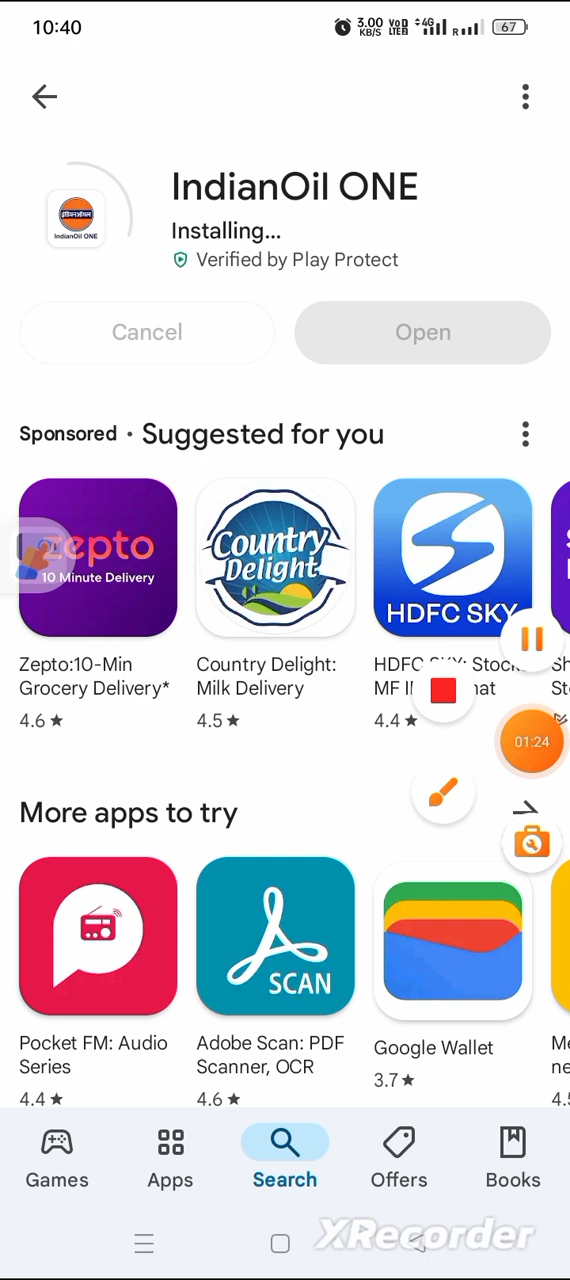 10:40
3.00 KB/S
VoD LTE2
4G
R
67
IndianOil ONE
इंडियनऑयल
IndianOil ONE
Installing...
Verified by Play Protect
Cancel
Open
Sponsored • Suggested for you
zepto
10 Minute Delivery
Country Delight
HDFC SKY
Zepto:10-Min Grocery Delivery*
4.6 ★
Country Delight: Milk Delivery
4.5 ★
HDFC SKY: Stock
MF
4.4 ★
01:24
More apps to try
SCAN
Pocket FM: Audio Series
4.4 ★
Adobe Scan: PDF Scanner, OCR
4.6 ★
Google Wallet
3.7 ★
Games
Apps
Search
Offers
Books
XRecorder